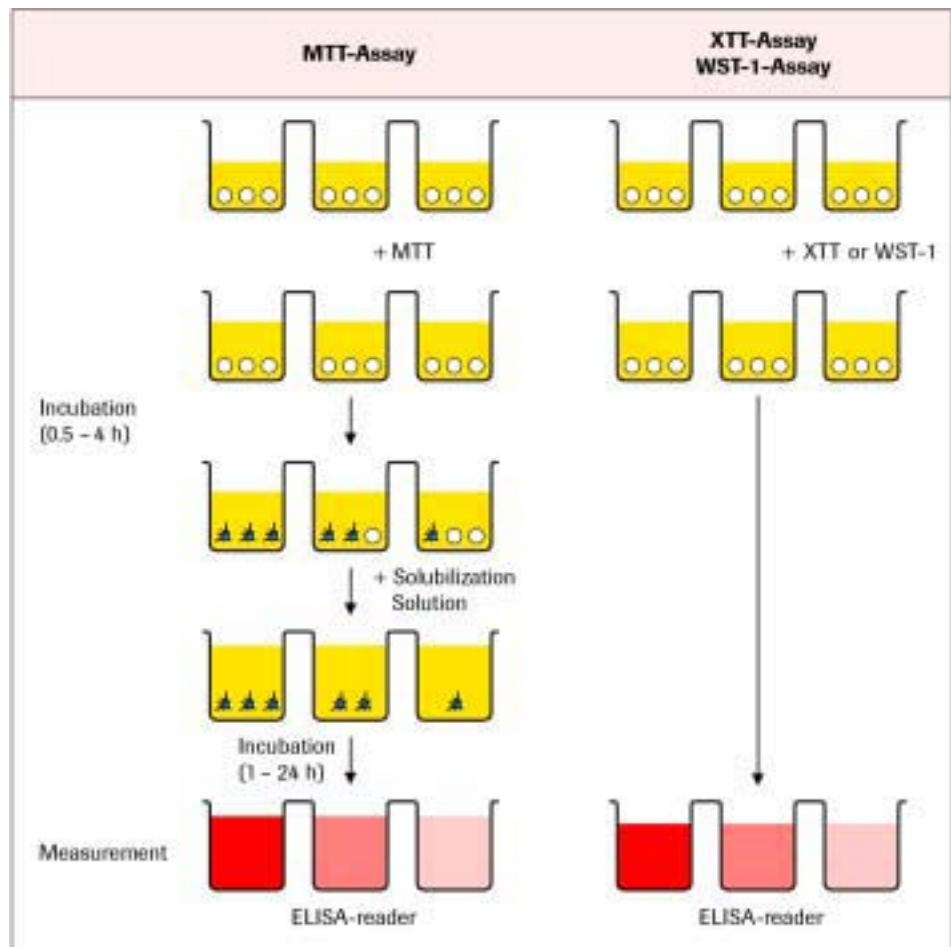 MTT-Assay
XTT-Assay
WST-1-Assay
+ MTT
+ XTT or WST-1
Incubation
(0.5 – 4 h)
+ Solubilization
Solution
Incubation
(1 – 24 h)
Measurement
ELISA-reader
ELISA-reader